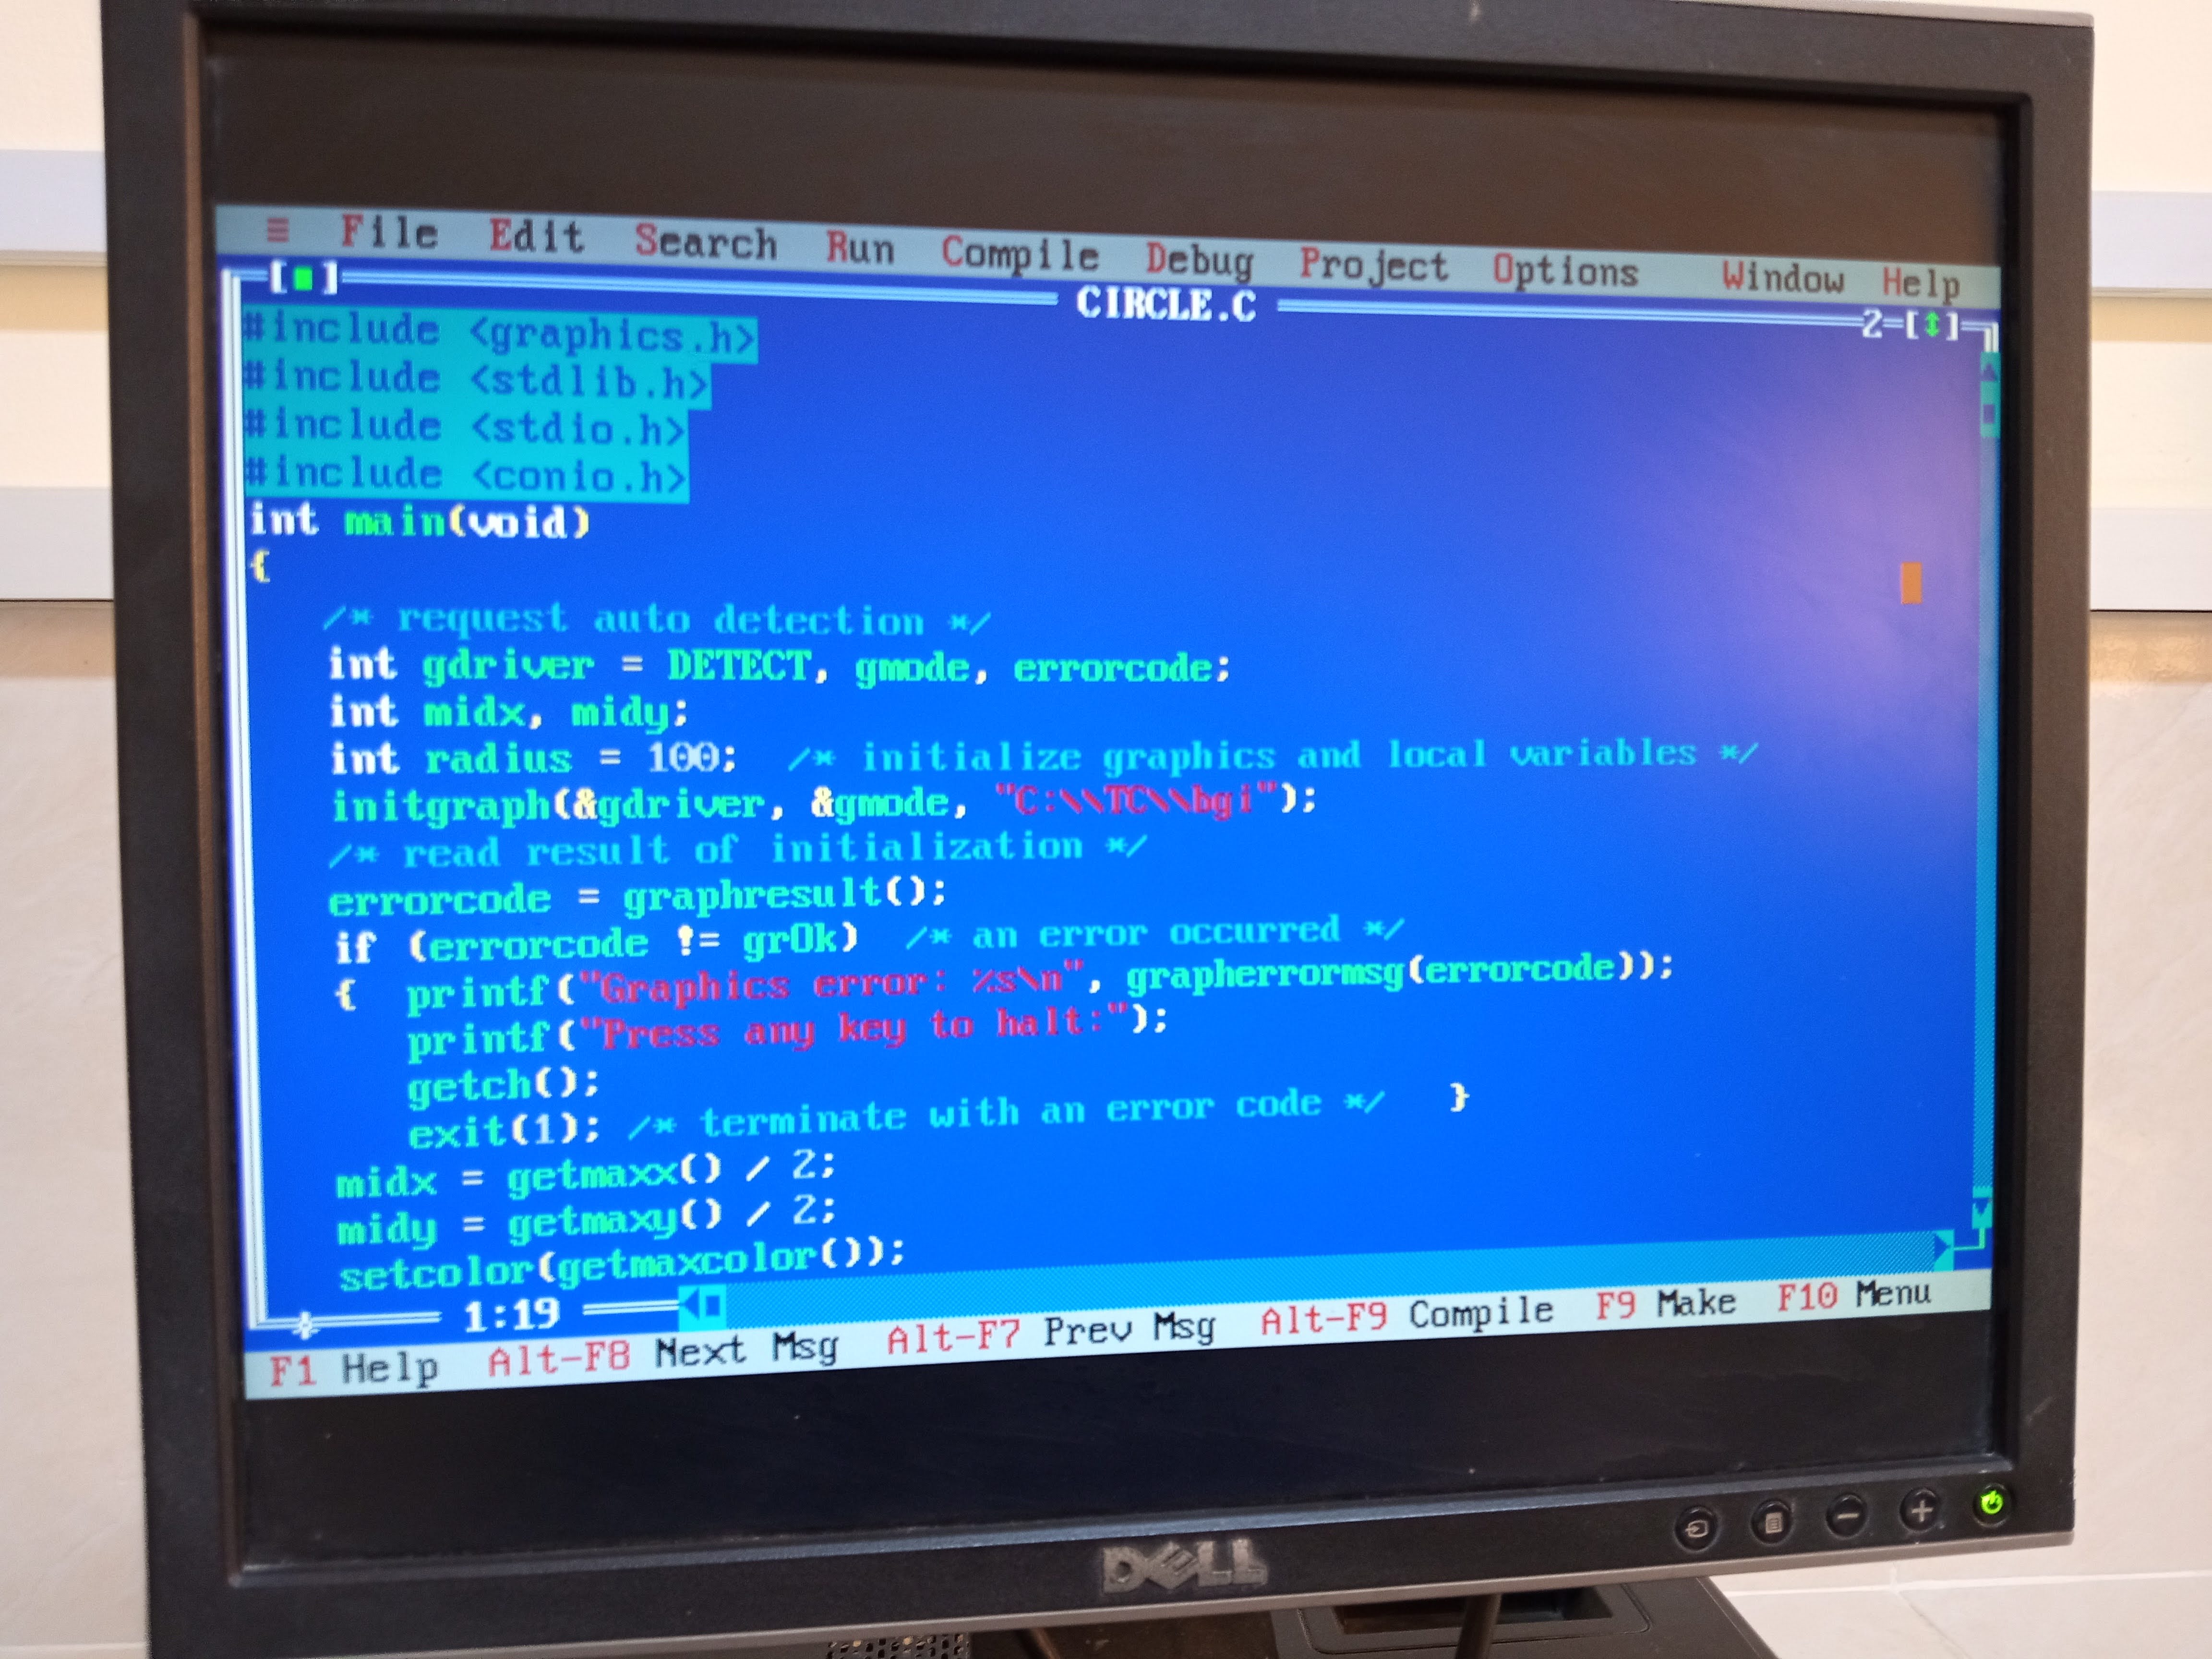 ≡ File Edit Search Run Compile Debug Project Options Window Help
[■] CIRCLE.C 2=[↕]
#include <graphics.h>
#include <stdlib.h>
#include <stdio.h>
#include <conio.h>
int main(void)
{
/* request auto detection */
int gdriver = DETECT, gmode, errorcode;
int midx, midy;
int radius = 100; /* initialize graphics and local variables */
initgraph(&gdriver, &gmode, "C:\\TC\\bgi");
/* read result of initialization */
errorcode = graphresult();
if (errorcode != grOk) /* an error occurred */
{ printf("Graphics error: %s\n", grapherrormsg(errorcode));
printf("Press any key to halt:");
getch();
exit(1); /* terminate with an error code */ }
midx = getmaxx() / 2;
midy = getmaxy() / 2;
setcolor(getmaxcolor());
1:19
F1 Help Alt-F8 Next Msg Alt-F7 Prev Msg Alt-F9 Compile F9 Make F10 Menu
DELL